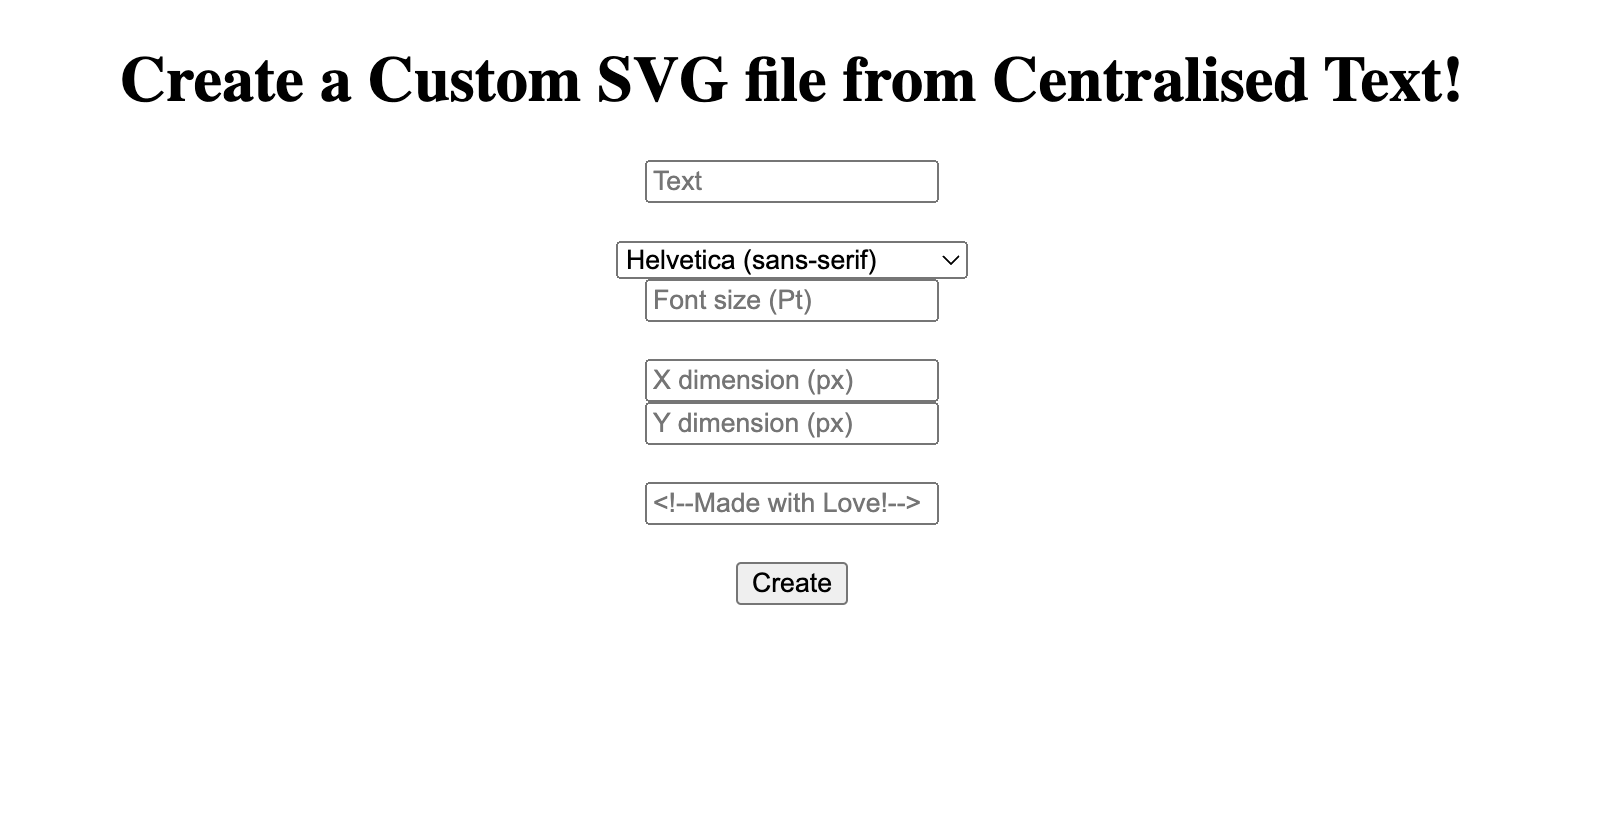 Create a Custom SVG file from Centralised Text!
Text
Helvetica (sans-serif)
Font size (Pt)
X dimension (px)
Y dimension (px)
<!--Made with Love!-->
Create